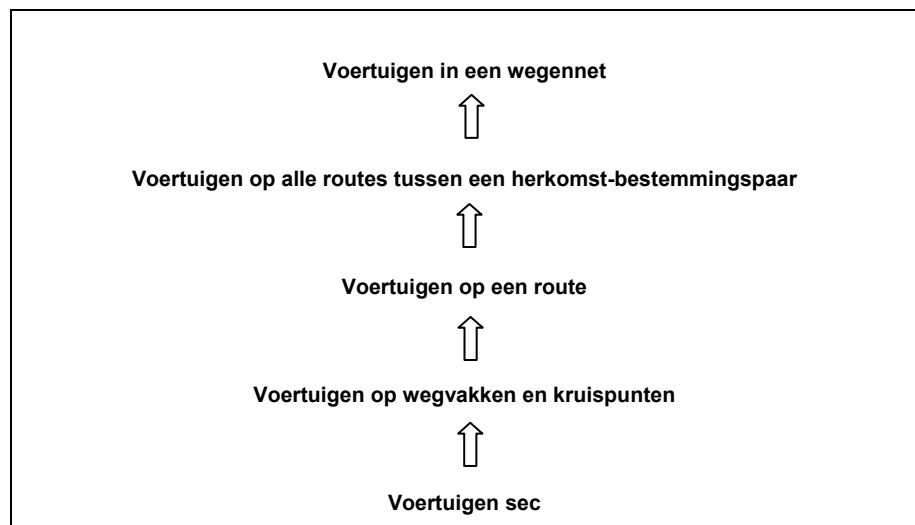 Voertuigen in een wegennet
Voertuigen op alle routes tussen een herkomst-bestemmingspaar
Voertuigen op een route
Voertuigen op wegvakken en kruispunten
Voertuigen sec